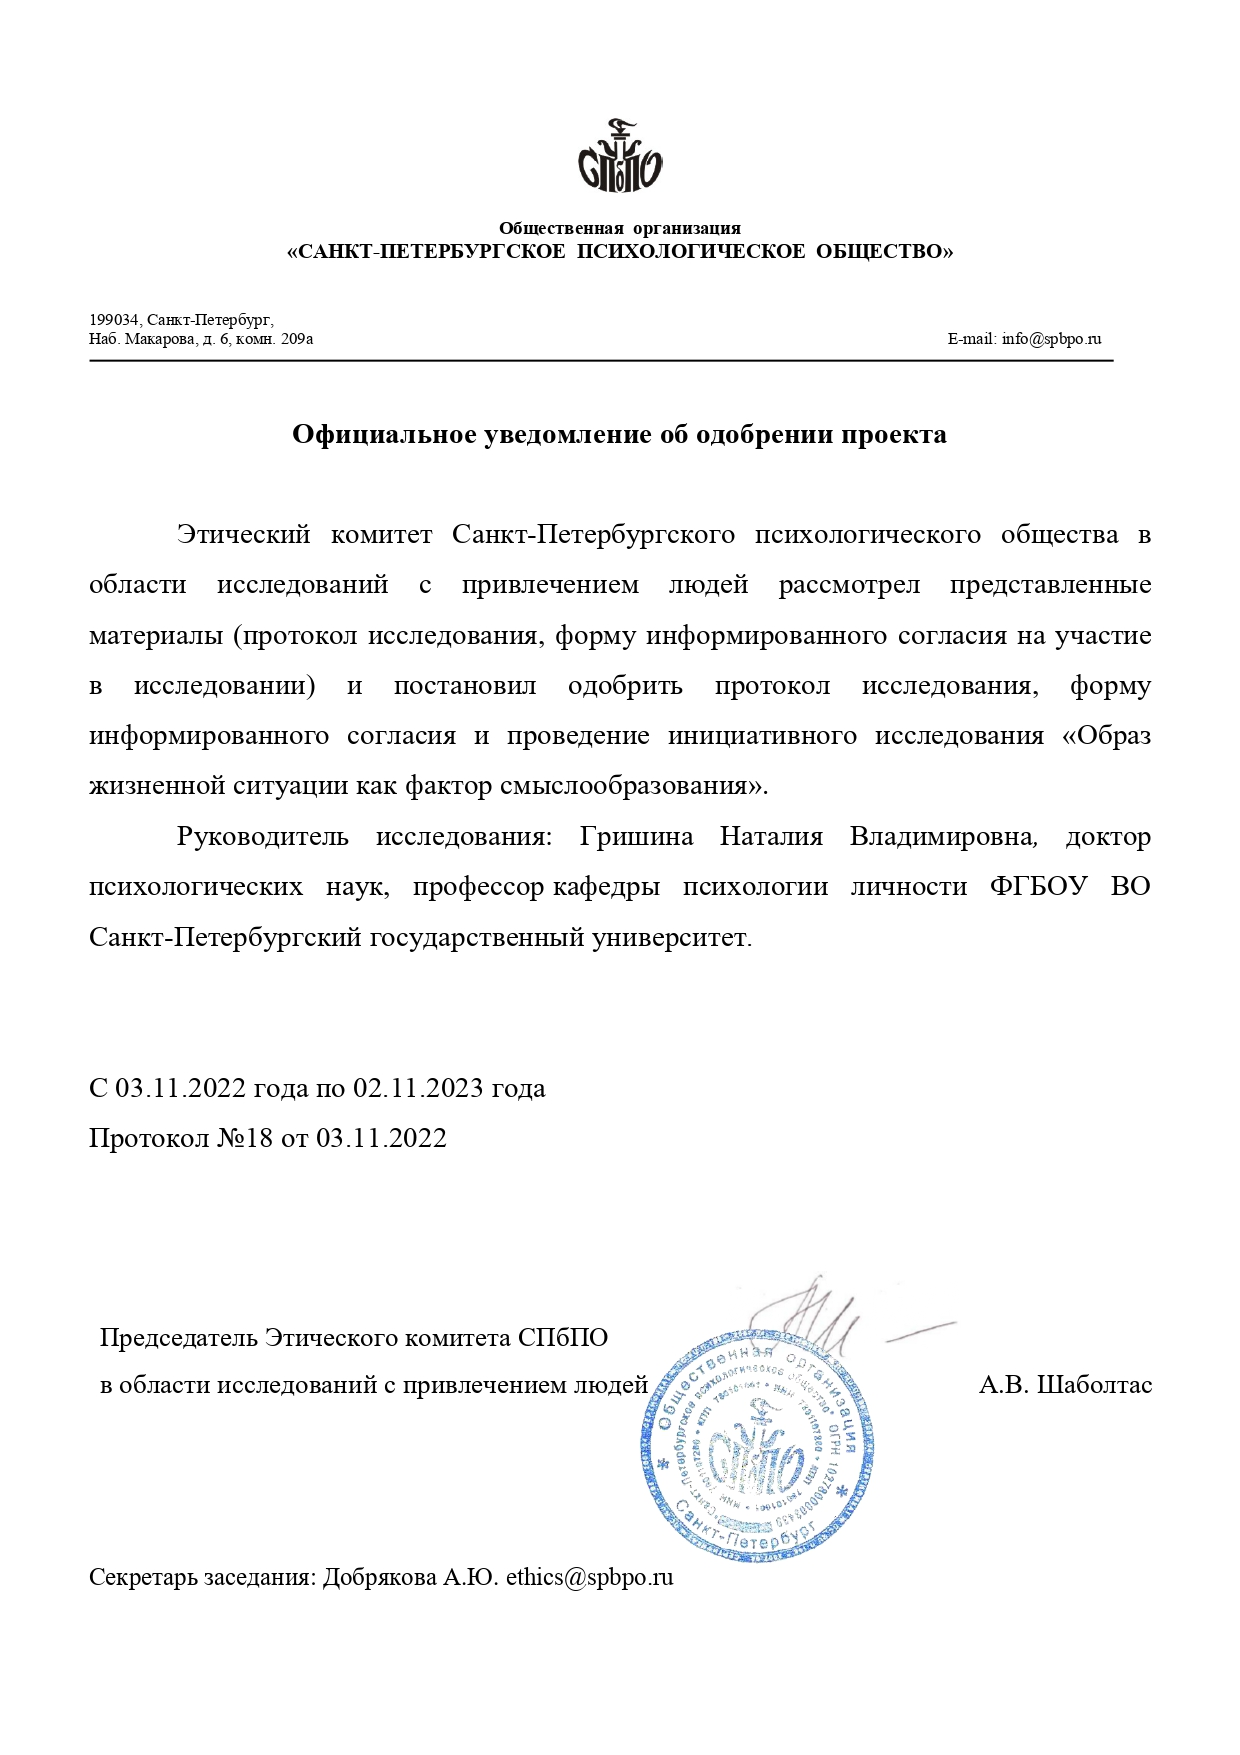 СПбПО
Общественная организация
«САНКТ-ПЕТЕРБУРГСКОЕ ПСИХОЛОГИЧЕСКОЕ ОБЩЕСТВО»
199034, Санкт-Петербург,
Наб. Макарова, д. 6, комн. 209а E-mail: info@spbpo.ru
Официальное уведомление об одобрении проекта
Этический комитет Санкт-Петербургского психологического общества в
области исследований с привлечением людей рассмотрел представленные
материалы (протокол исследования, форму информированного согласия на участие
в исследовании) и постановил одобрить протокол исследования, форму
информированного согласия и проведение инициативного исследования «Образ
жизненной ситуации как фактор смыслообразования».
Руководитель исследования: Гришина Наталия Владимировна, доктор
психологических наук, профессор кафедры психологии личности ФГБОУ ВО
Санкт-Петербургский государственный университет.
С 03.11.2022 года по 02.11.2023 года
Протокол №18 от 03.11.2022
Председатель Этического комитета СПбПО
в области исследований с привлечением людей А.В. Шаболтас
Общественная организация
Санкт-Петербург
«Санкт-Петербургское психологическое общество»
СПбПО
Секретарь заседания: Добрякова А.Ю. ethics@spbpo.ru